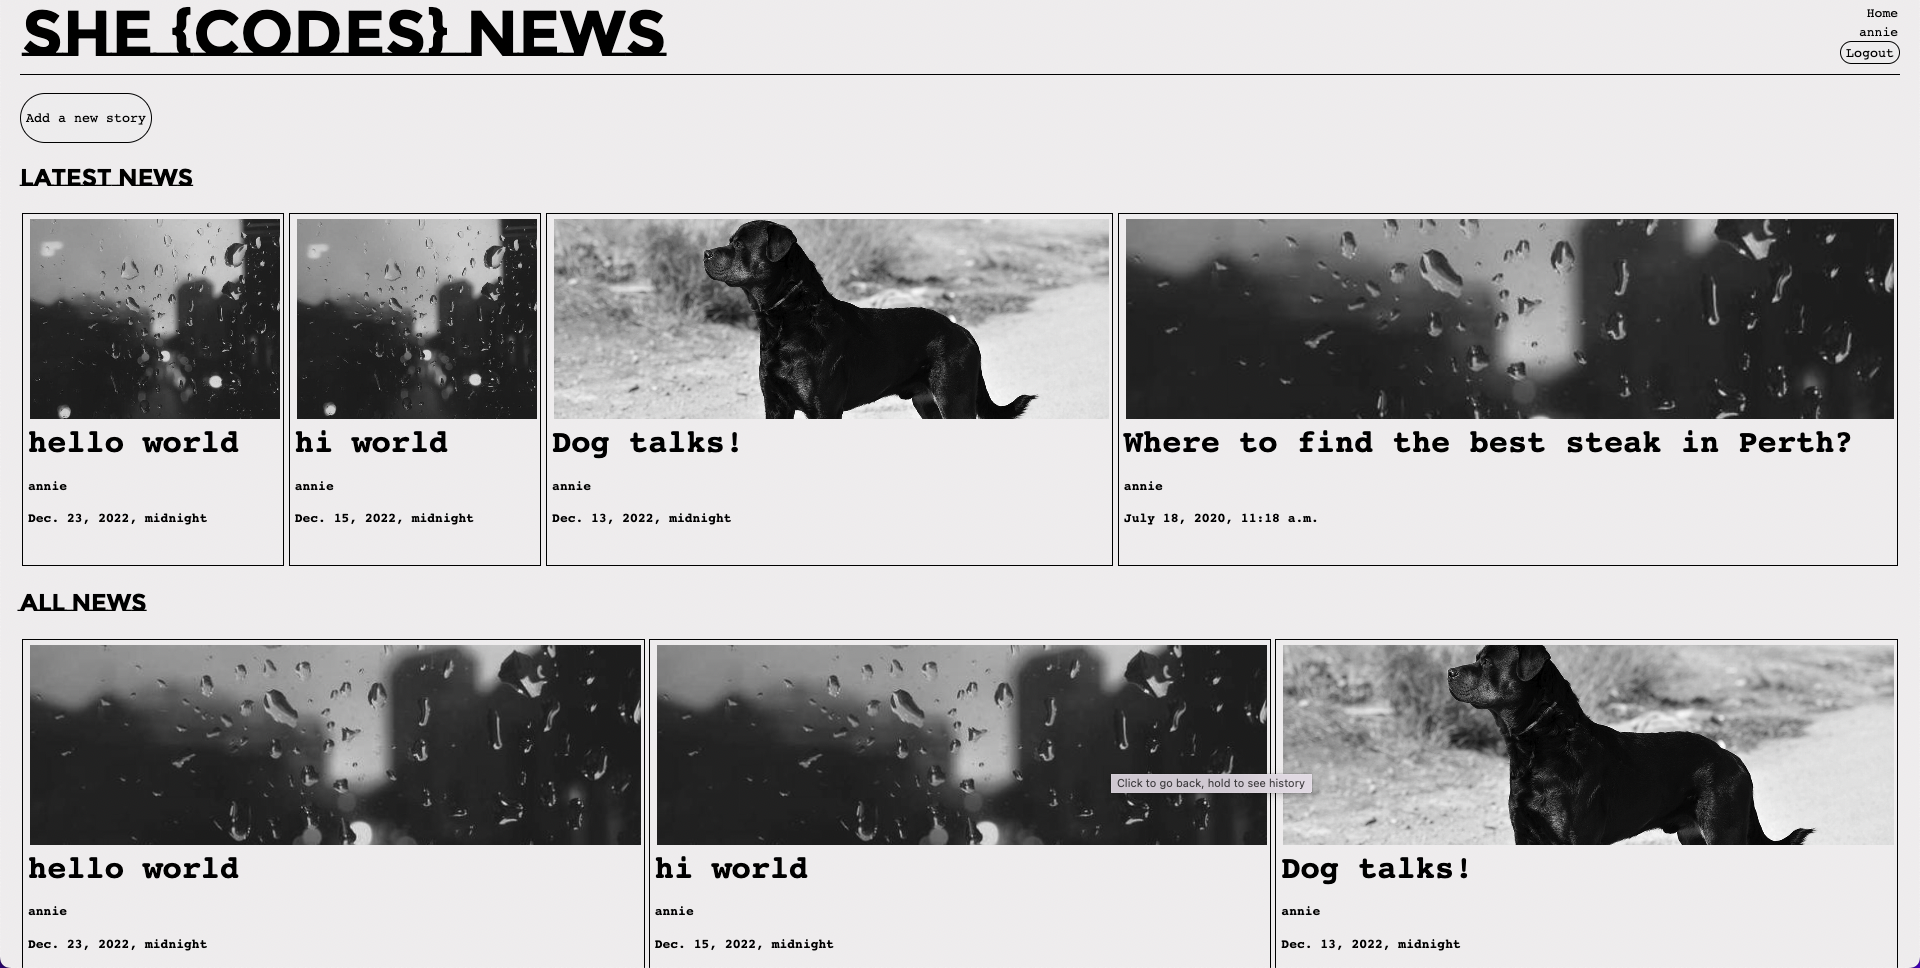 SHE {CODES} NEWS
Home
annie
Logout
Add a new story
LATEST NEWS
hello world
annie
Dec. 23, 2022, midnight
hi world
annie
Dec. 15, 2022, midnight
Dog talks!
annie
Dec. 13, 2022, midnight
Where to find the best steak in Perth?
annie
July 18, 2020, 11:18 a.m.
ALL NEWS
hello world
annie
Dec. 23, 2022, midnight
hi world
annie
Dec. 15, 2022, midnight
Click to go back, hold to see history
Dog talks!
annie
Dec. 13, 2022, midnight